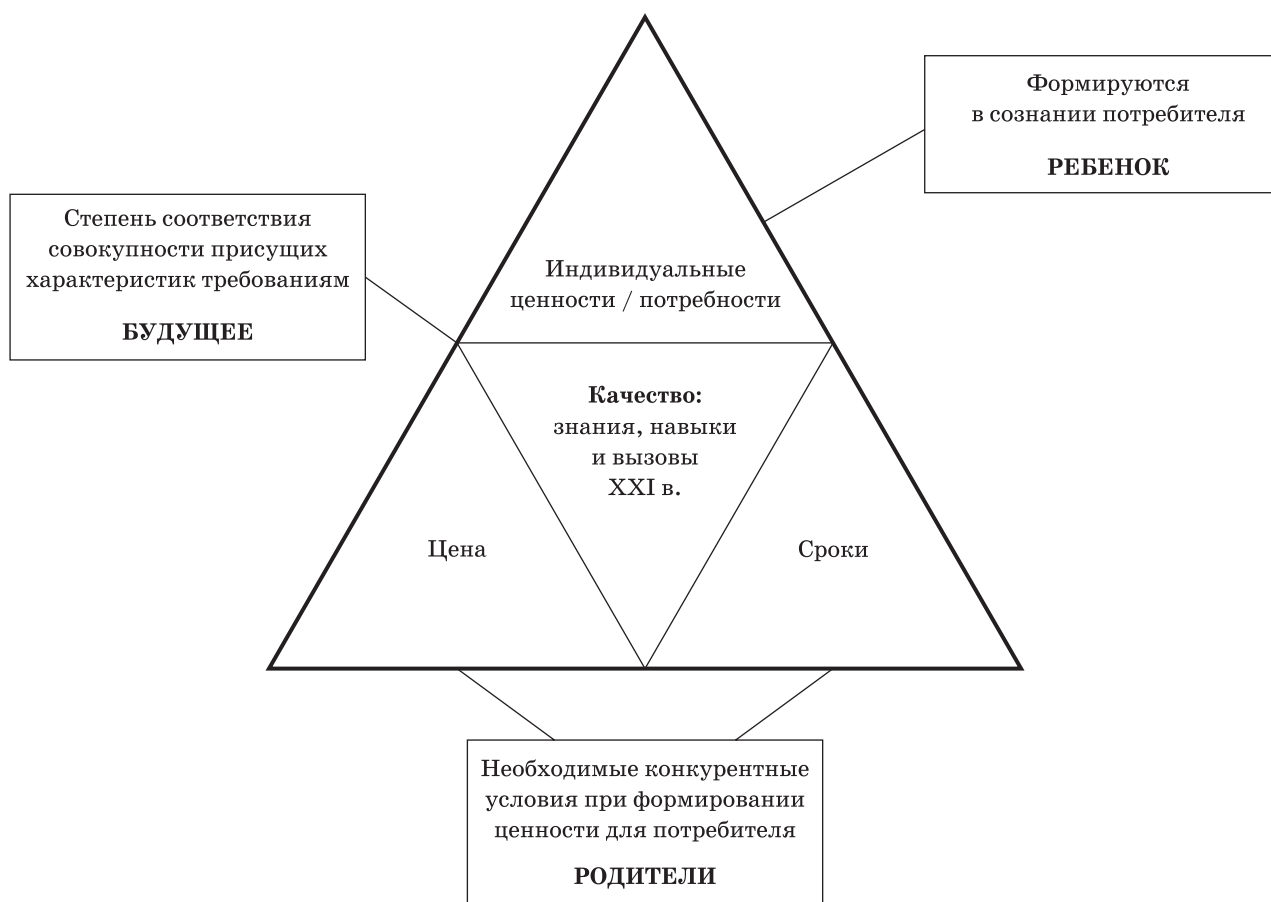 Формируются
в сознании потребителя
РЕБЕНОК
Степень соответствия
совокупности присущих
характеристик требованиям
БУДУЩЕЕ
Индивидуальные
ценности / потребности
Качество:
знания, навыки
и вызовы
XXI в.
Цена
Сроки
Необходимые конкурентные
условия при формировании
ценности для потребителя
РОДИТЕЛИ